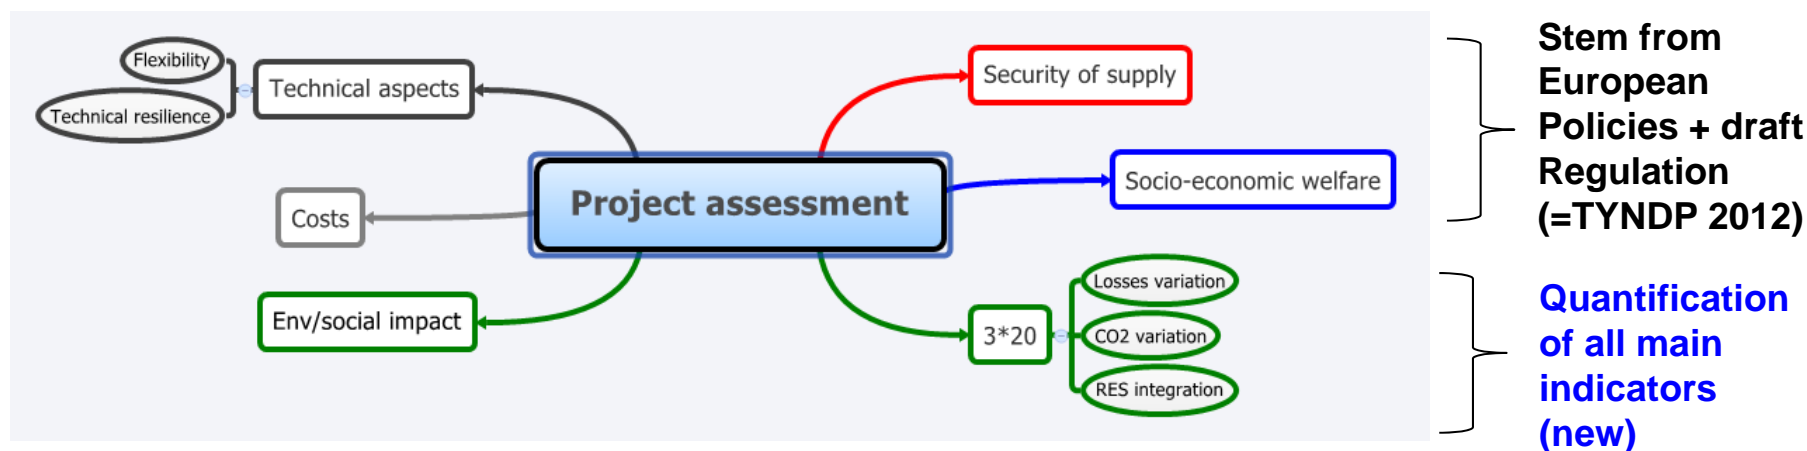 Flexibility
Technical resilience
Technical aspects
Costs
Env/social impact
Project assessment
Security of supply
Socio-economic welfare
3*20
Losses variation
CO2 variation
RES integration
Stem from
European
Policies + draft
Regulation
(=TYNDP 2012)
Quantification
of all main
indicators
(new)